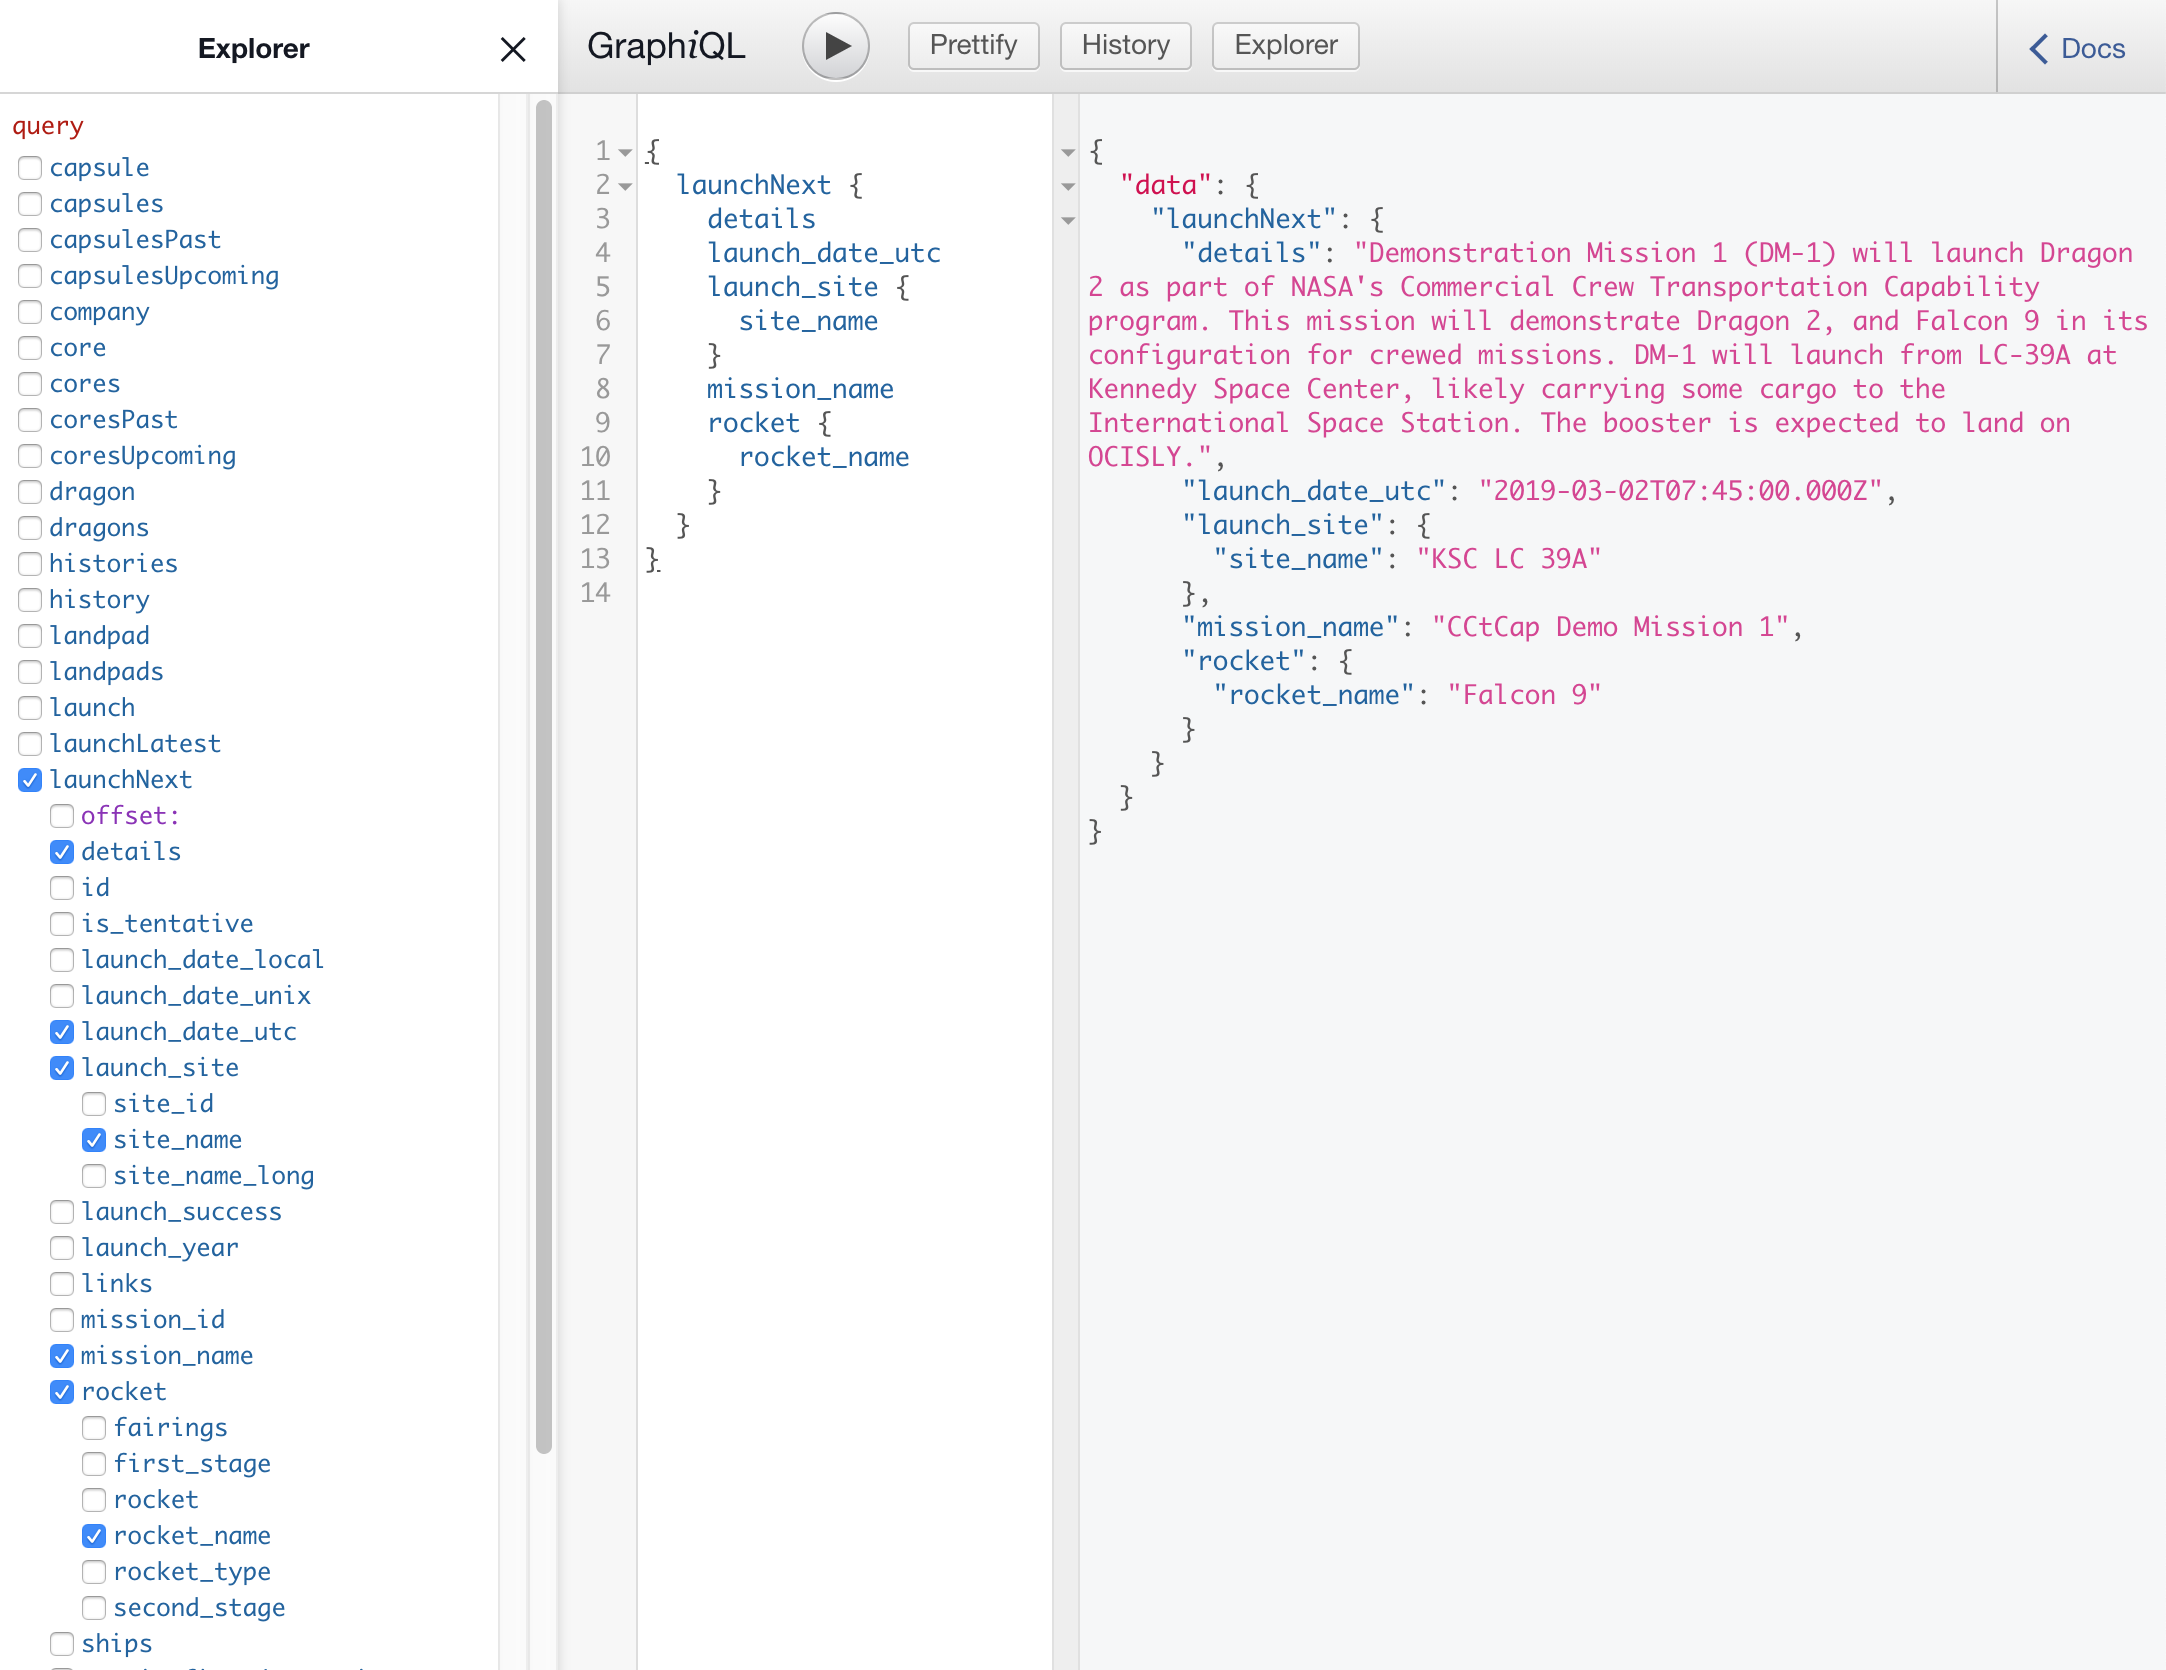 Explorer
query
capsule
capsules
capsulesPast
capsulesUpcoming
company
core
cores
coresPast
coresUpcoming
dragon
dragons
histories
history
landpad
landpads
launch
launchLatest
launchNext
offset:
details
id
is_tentative
launch_date_local
launch_date_unix
launch_date_utc
launch_site
site_id
site_name
site_name_long
launch_success
launch_year
links
mission_id
mission_name
rocket
fairings
first_stage
rocket
rocket_name
rocket_type
second_stage
ships
GraphiQL
Prettify
History
Explorer
Docs
1 {
2 launchNext {
3 details
4 launch_date_utc
5 launch_site {
6 site_name
7 }
8 mission_name
9 rocket {
10 rocket_name
11 }
12 }
13 }
14
{
"data": {
"launchNext": {
"details": "Demonstration Mission 1 (DM-1) will launch Dragon
2 as part of NASA's Commercial Crew Transportation Capability
program. This mission will demonstrate Dragon 2, and Falcon 9 in its
configuration for crewed missions. DM-1 will launch from LC-39A at
Kennedy Space Center, likely carrying some cargo to the
International Space Station. The booster is expected to land on
OCISLY.",
"launch_date_utc": "2019-03-02T07:45:00.000Z",
"launch_site": {
"site_name": "KSC LC 39A"
},
"mission_name": "CCtCap Demo Mission 1",
"rocket": {
"rocket_name": "Falcon 9"
}
}
}
}